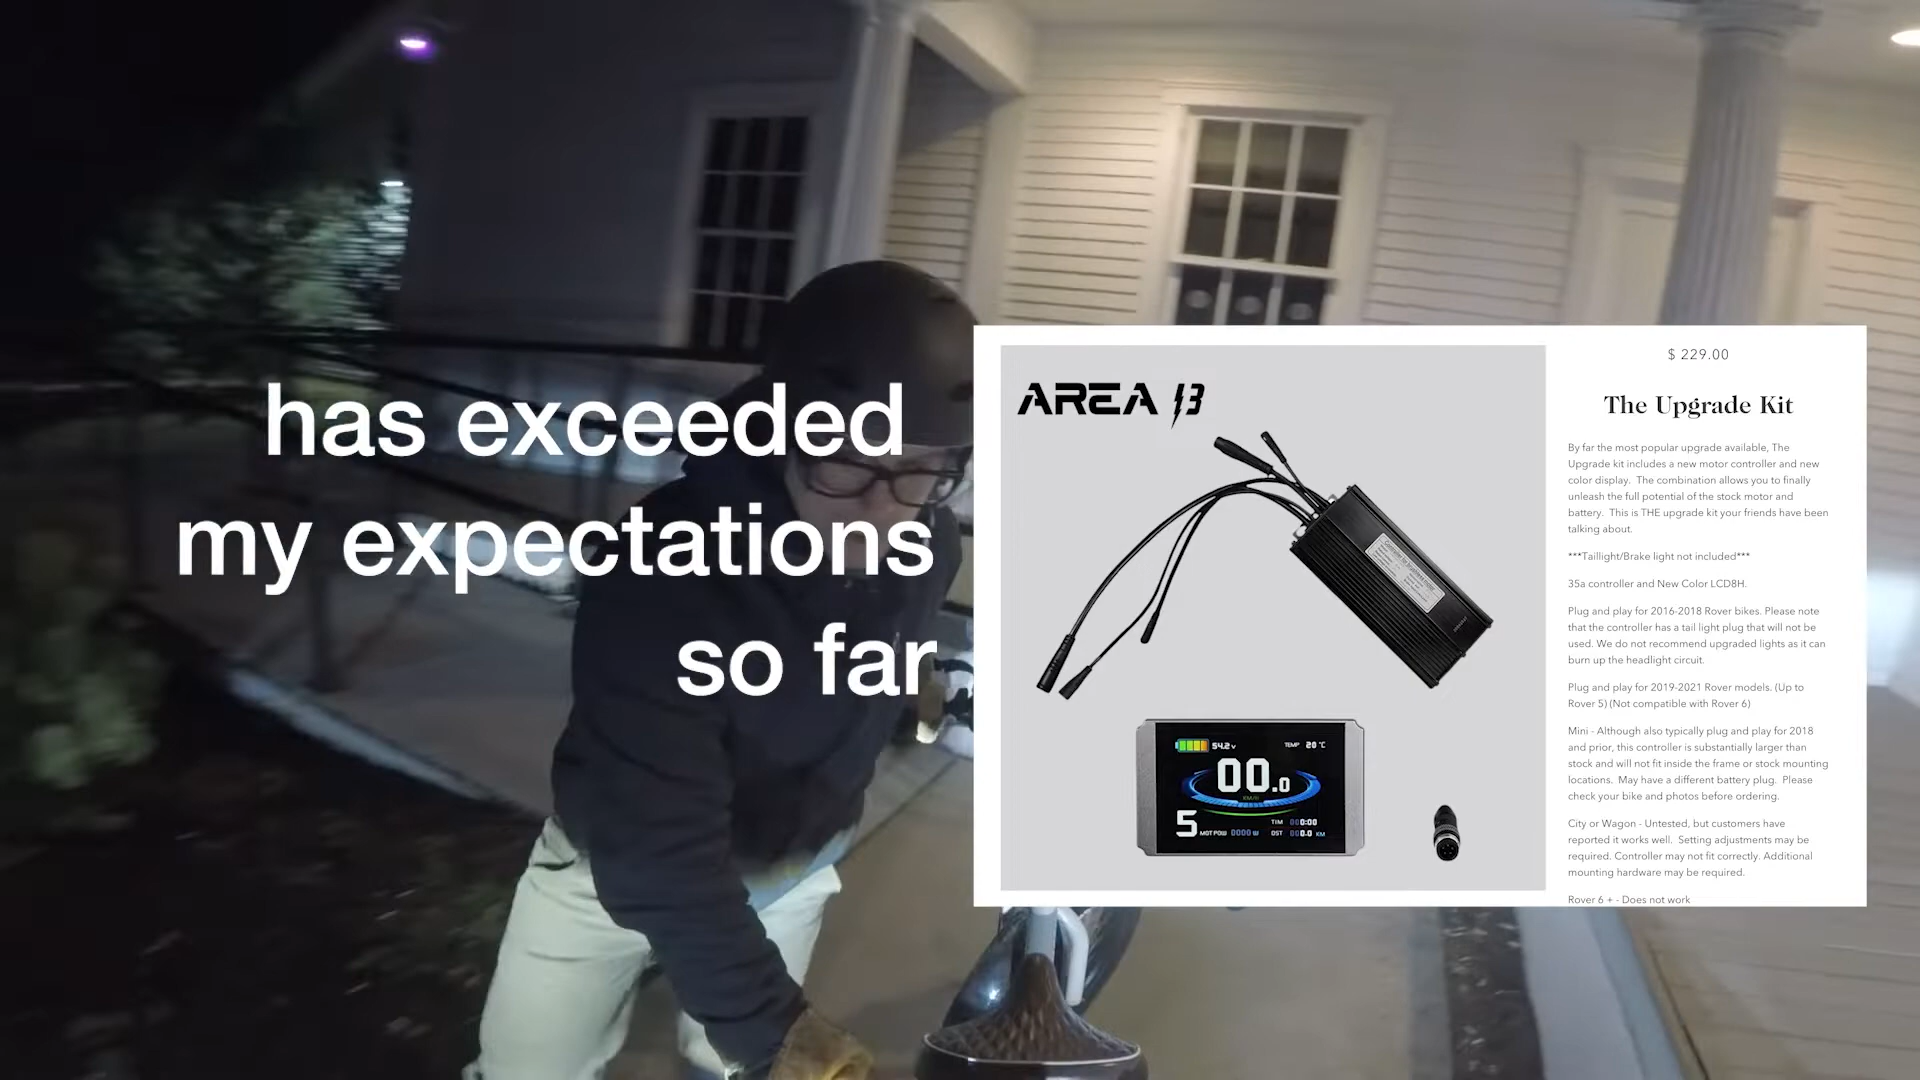 has exceeded
my expectations
so far
AREA 13
54.2 v
TEMP 20 °C
00.0
KM/H
5 MOT POW 0000 W
TIM 000:00
DST 000.0 KM
$ 229.00
The Upgrade Kit
By far the most popular upgrade available, The
Upgrade kit includes a new motor controller and new
color display. The combination allows you to finally
unleash the full potential of the stock motor and
battery. This is THE upgrade kit your friends have been
talking about.
***Taillight/Brake light not included***
35a controller and New Color LCD8H.
Plug and play for 2016-2018 Rover bikes. Please note
that the controller has a tail light plug that will not be
used. We do not recommend upgraded lights as it can
burn up the headlight circuit.
Plug and play for 2019-2021 Rover models. (Up to
Rover 5) (Not compatible with Rover 6)
Mini - Although also typically plug and play for 2018
and prior, this controller is substantially larger than
stock and will not fit inside the frame or stock mounting
locations. May have a different battery plug. Please
check your bike and photos before ordering.
City or Wagon - Untested, but customers have
reported it works well. Setting adjustments may be
required. Controller may not fit correctly. Additional
mounting hardware may be required.
Rover 6 + - Does not work